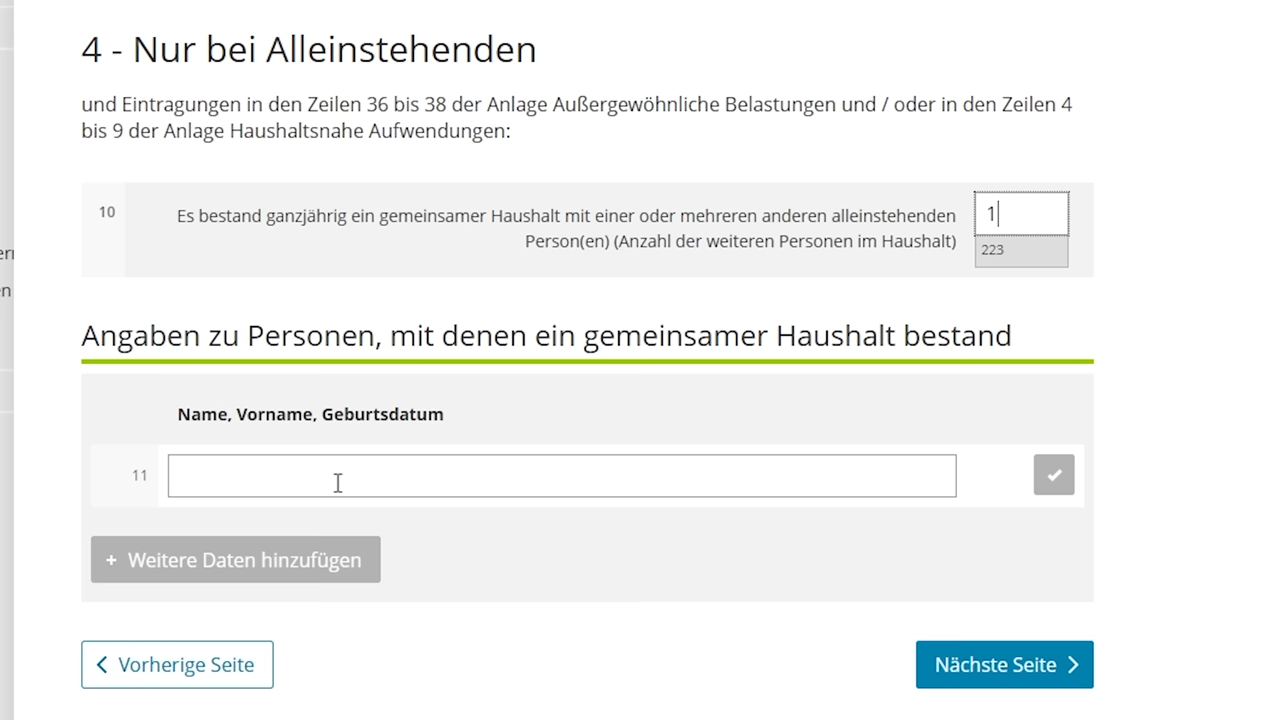 4 - Nur bei Alleinstehenden
und Eintragungen in den Zeilen 36 bis 38 der Anlage Außergewöhnliche Belastungen und / oder in den Zeilen 4
bis 9 der Anlage Haushaltsnahe Aufwendungen:
10
Es bestand ganzjährig ein gemeinsamer Haushalt mit einer oder mehreren anderen alleinstehenden
Person(en) (Anzahl der weiteren Personen im Haushalt)
1
223
Angaben zu Personen, mit denen ein gemeinsamer Haushalt bestand
Name, Vorname, Geburtsdatum
11
+ Weitere Daten hinzufügen
Vorherige Seite
Nächste Seite